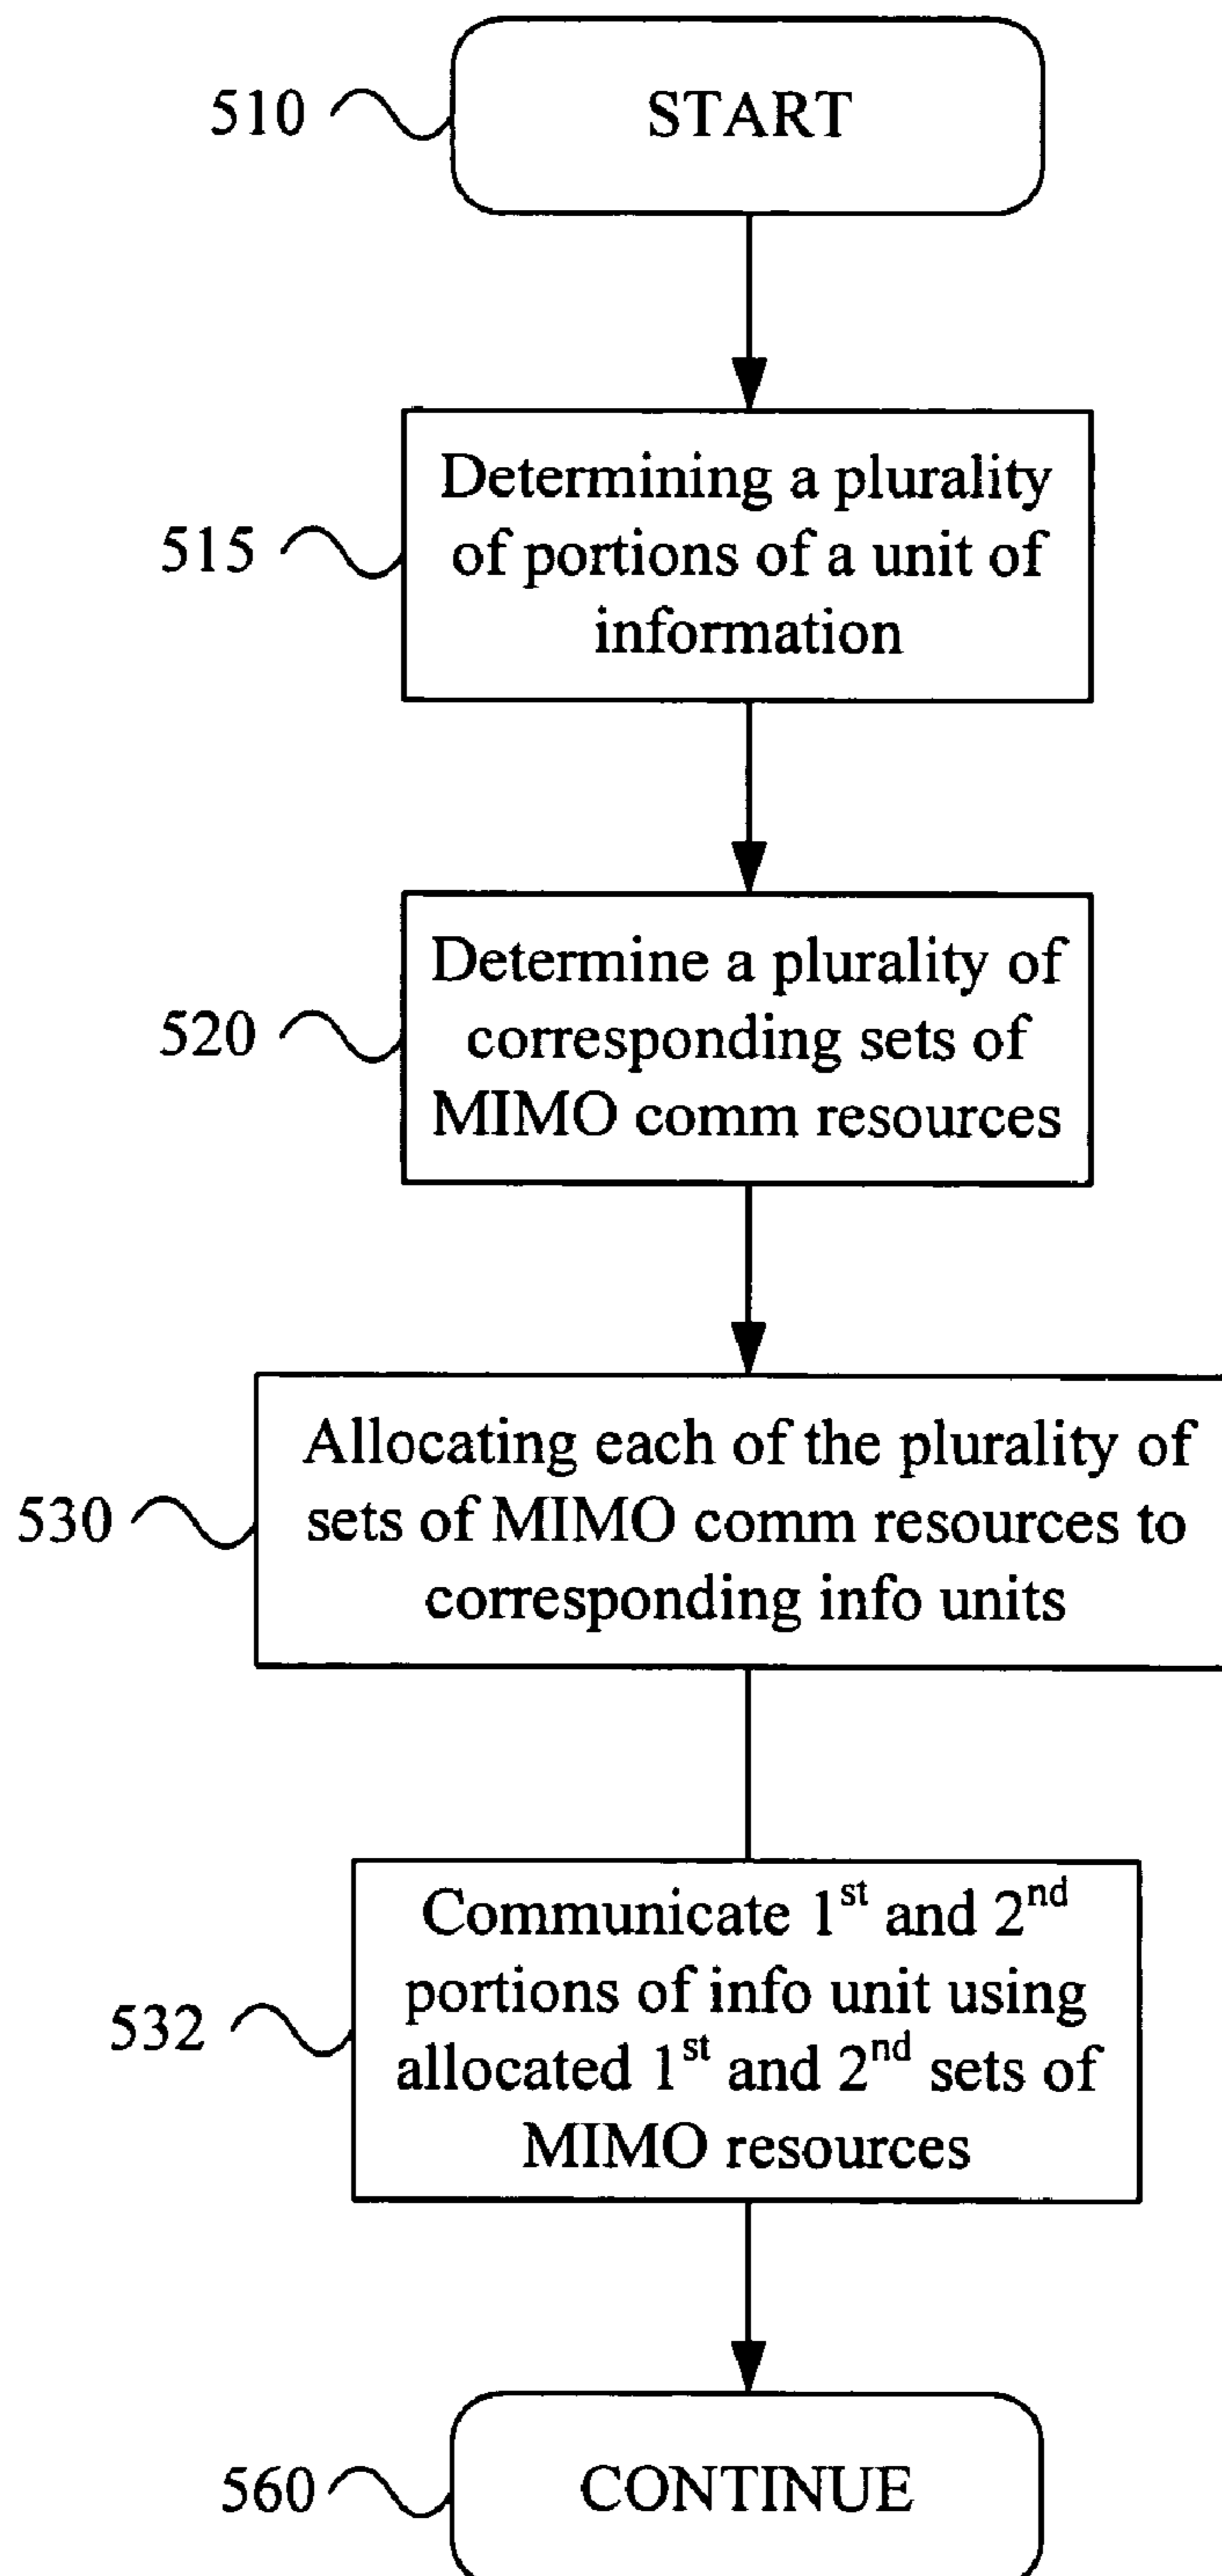 510
START
Determining a plurality
515
of portions of a unit of
information
Determine a plurality of
520
corresponding sets of
MIMO comm resources
Allocating each of the plurality of
530
sets of MIMO comm resources to
corresponding info units
Communicate 1st and 2nd
portions of info unit using
532
allocated 1st and 2nd sets of
MIMO resources
560
CONTINUE